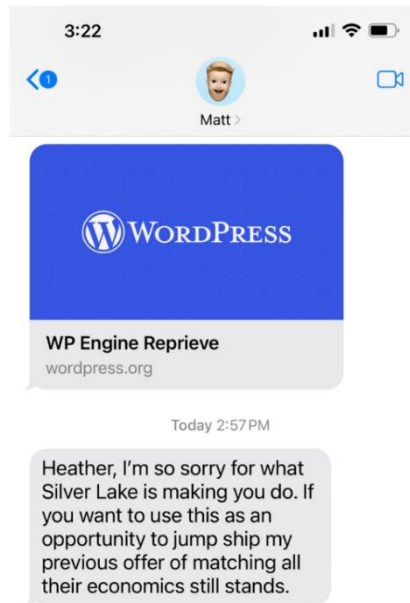 3:22
1
Matt
WORDPRESS
WP Engine Reprieve
wordpress.org
Today 2:57 PM
Heather, I'm so sorry for what
Silver Lake is making you do. If
you want to use this as an
opportunity to jump ship my
previous offer of matching all
their economics still stands.